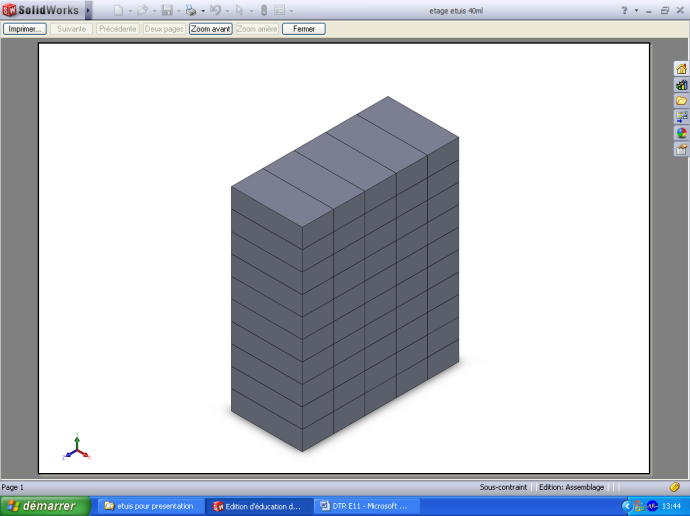 SolidWorks
etage etuis 40ml
Imprimer... Suivante Précédente Deux pages Zoom avant Zoom arrière Fermer
Page 1
Sous-contraint Edition: Assemblage
démarrer etuis pour presentation Edition d'éducation d... DTR E11 - Microsoft ... 13:44